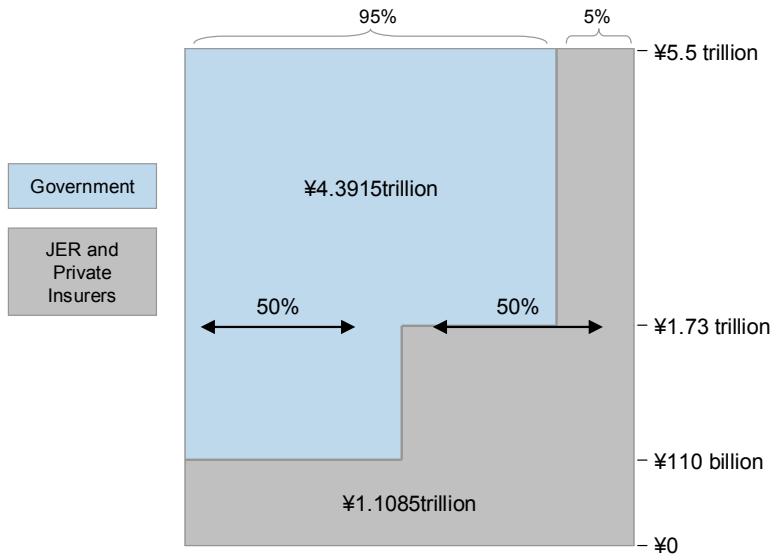 95%
5%
¥5.5 trillion
Government
¥4.3915trillion
JER and
Private
Insurers
50%
50%
¥1.73 trillion
¥110 billion
¥1.1085trillion
¥0